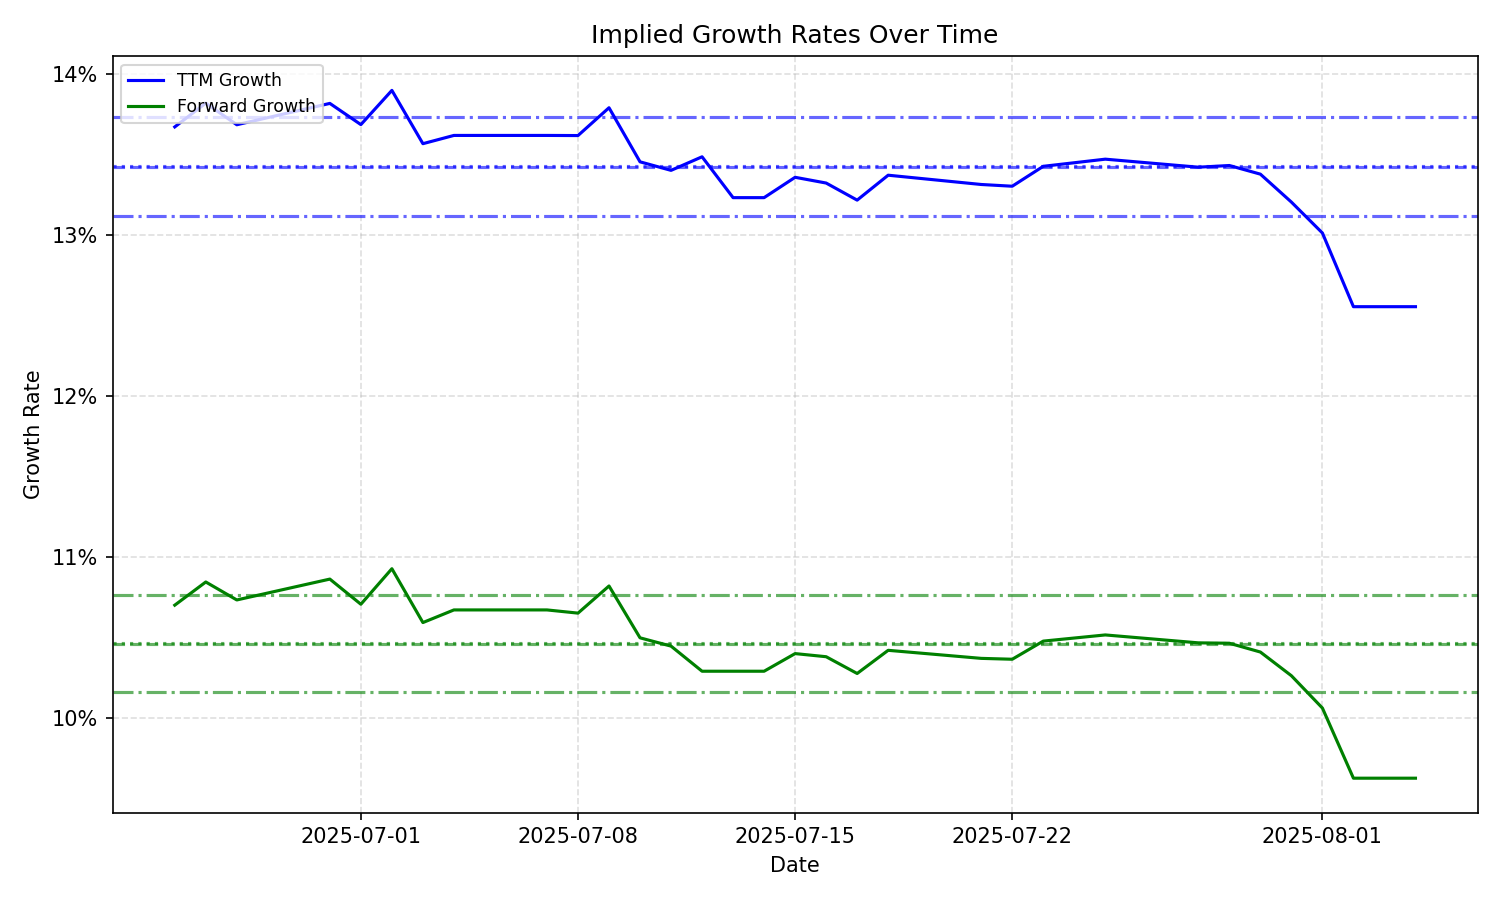 Implied Growth Rates Over Time
TTM Growth
Forward Growth
14%
13%
12%
11%
10%
Growth Rate
2025-07-01
2025-07-08
2025-07-15
2025-07-22
2025-08-01
Date